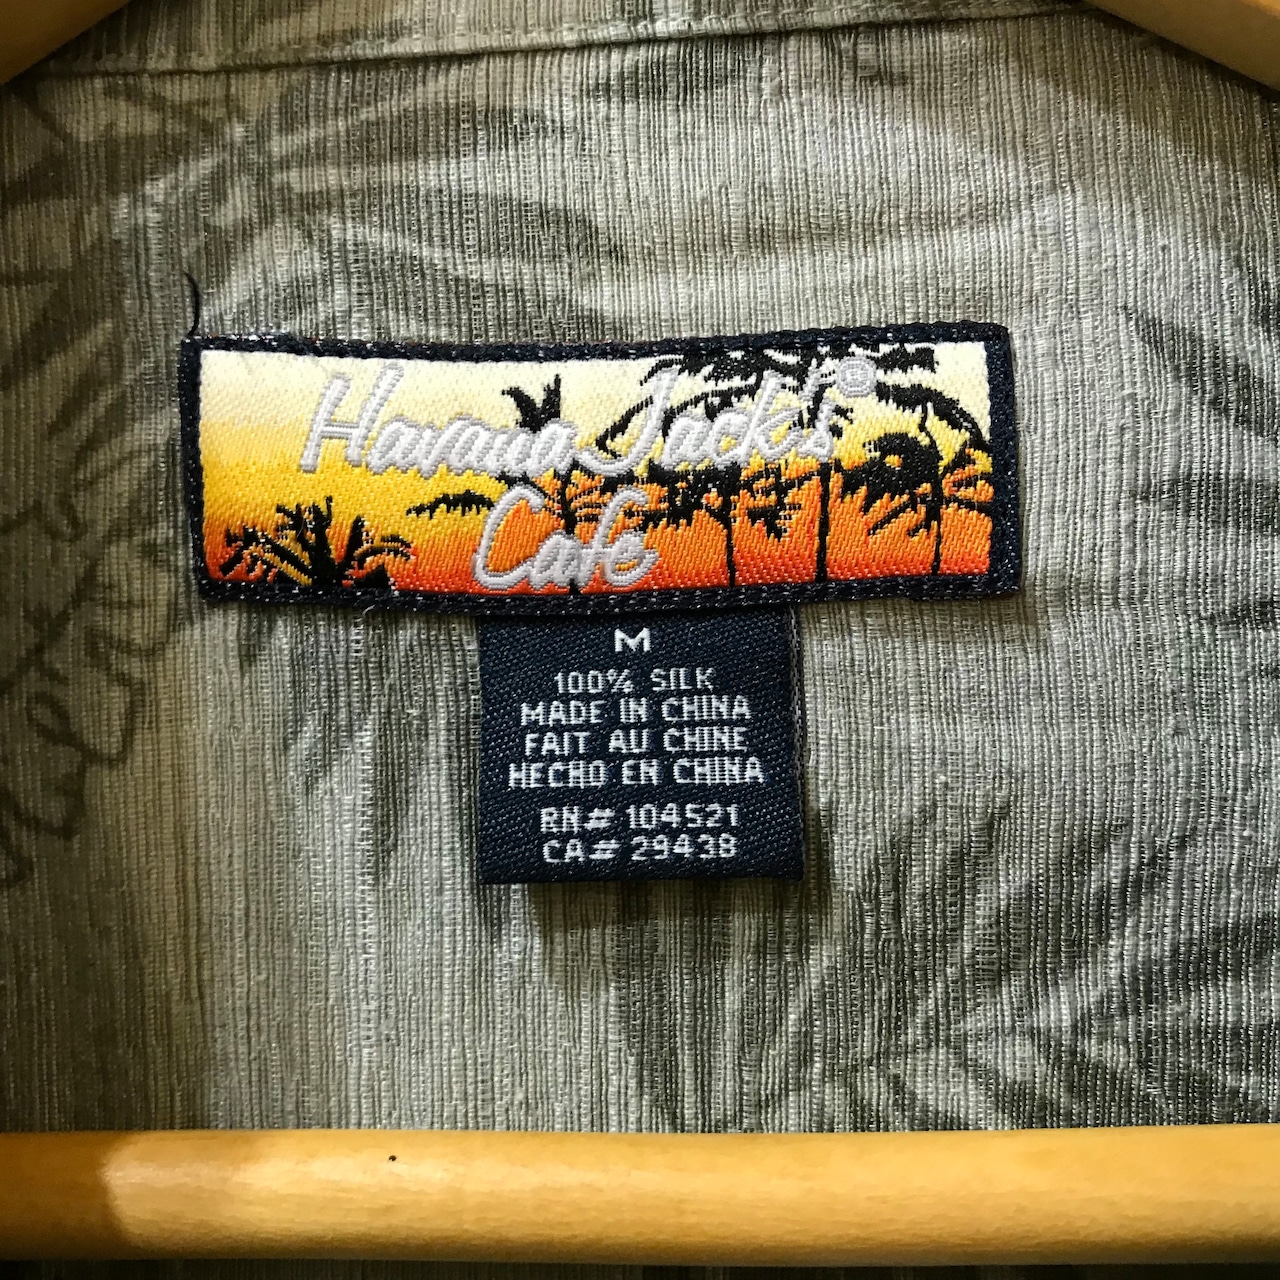 Havana Jack's®
Cafe
M
100% SILK
MADE IN CHINA
FAIT AU CHINE
HECHO EN CHINA
RN# 104521
CA# 29438